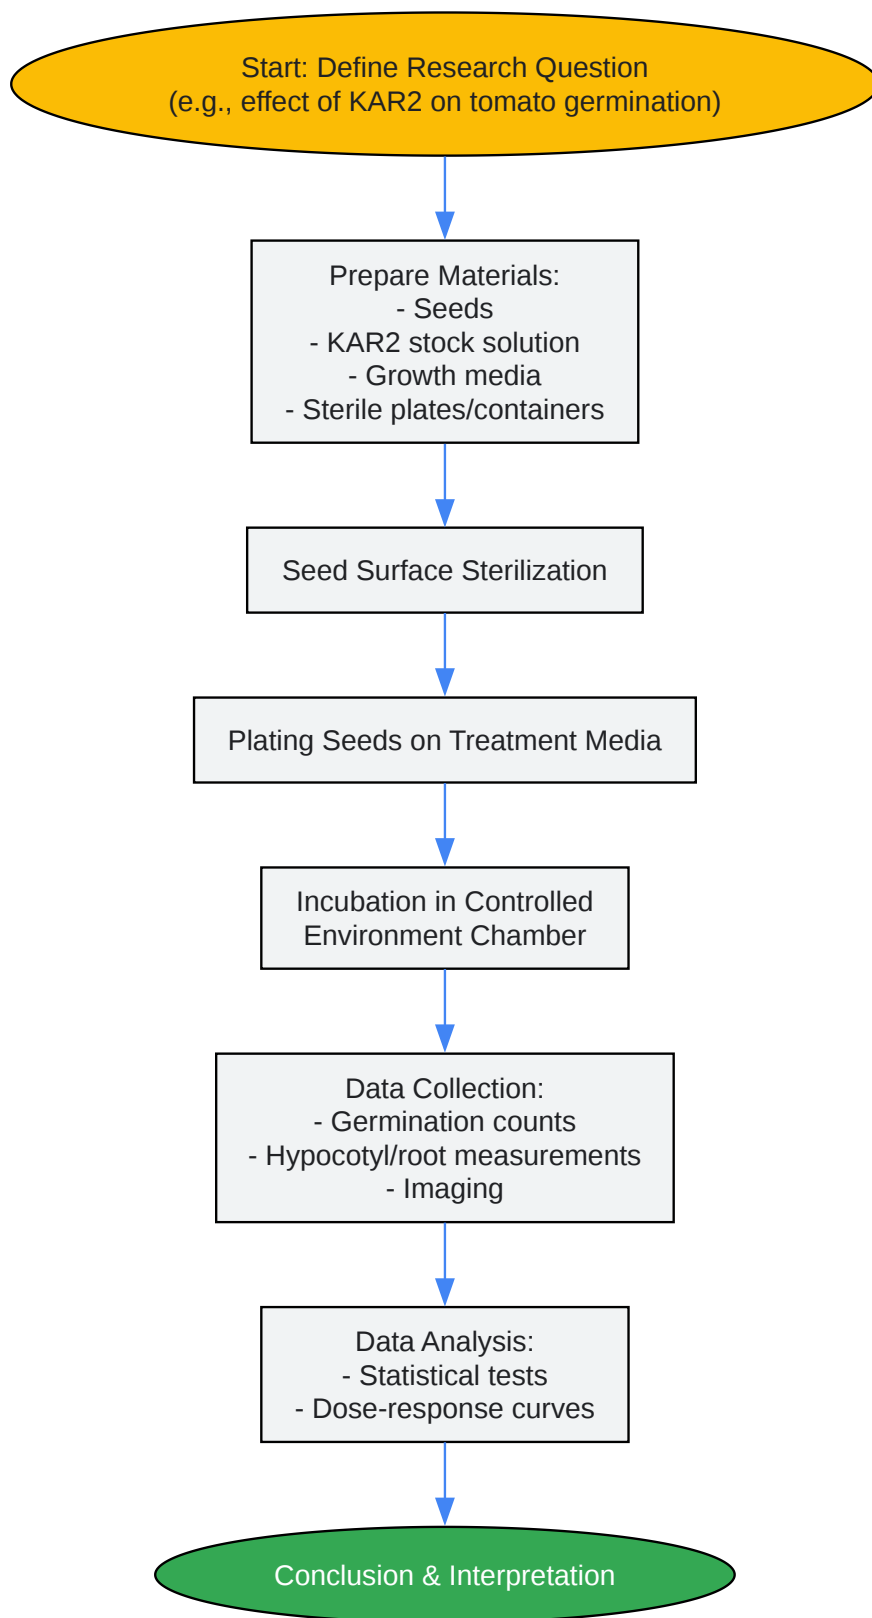 Start: Define Research Question
(e.g., effect of KAR2 on tomato germination)
Prepare Materials:
- Seeds
- KAR2 stock solution
- Growth media
- Sterile plates/containers
Seed Surface Sterilization
Plating Seeds on Treatment Media
Incubation in Controlled
Environment Chamber
Data Collection:
- Germination counts
- Hypocotyl/root measurements
- Imaging
Data Analysis:
- Statistical tests
- Dose-response curves
Conclusion & Interpretation